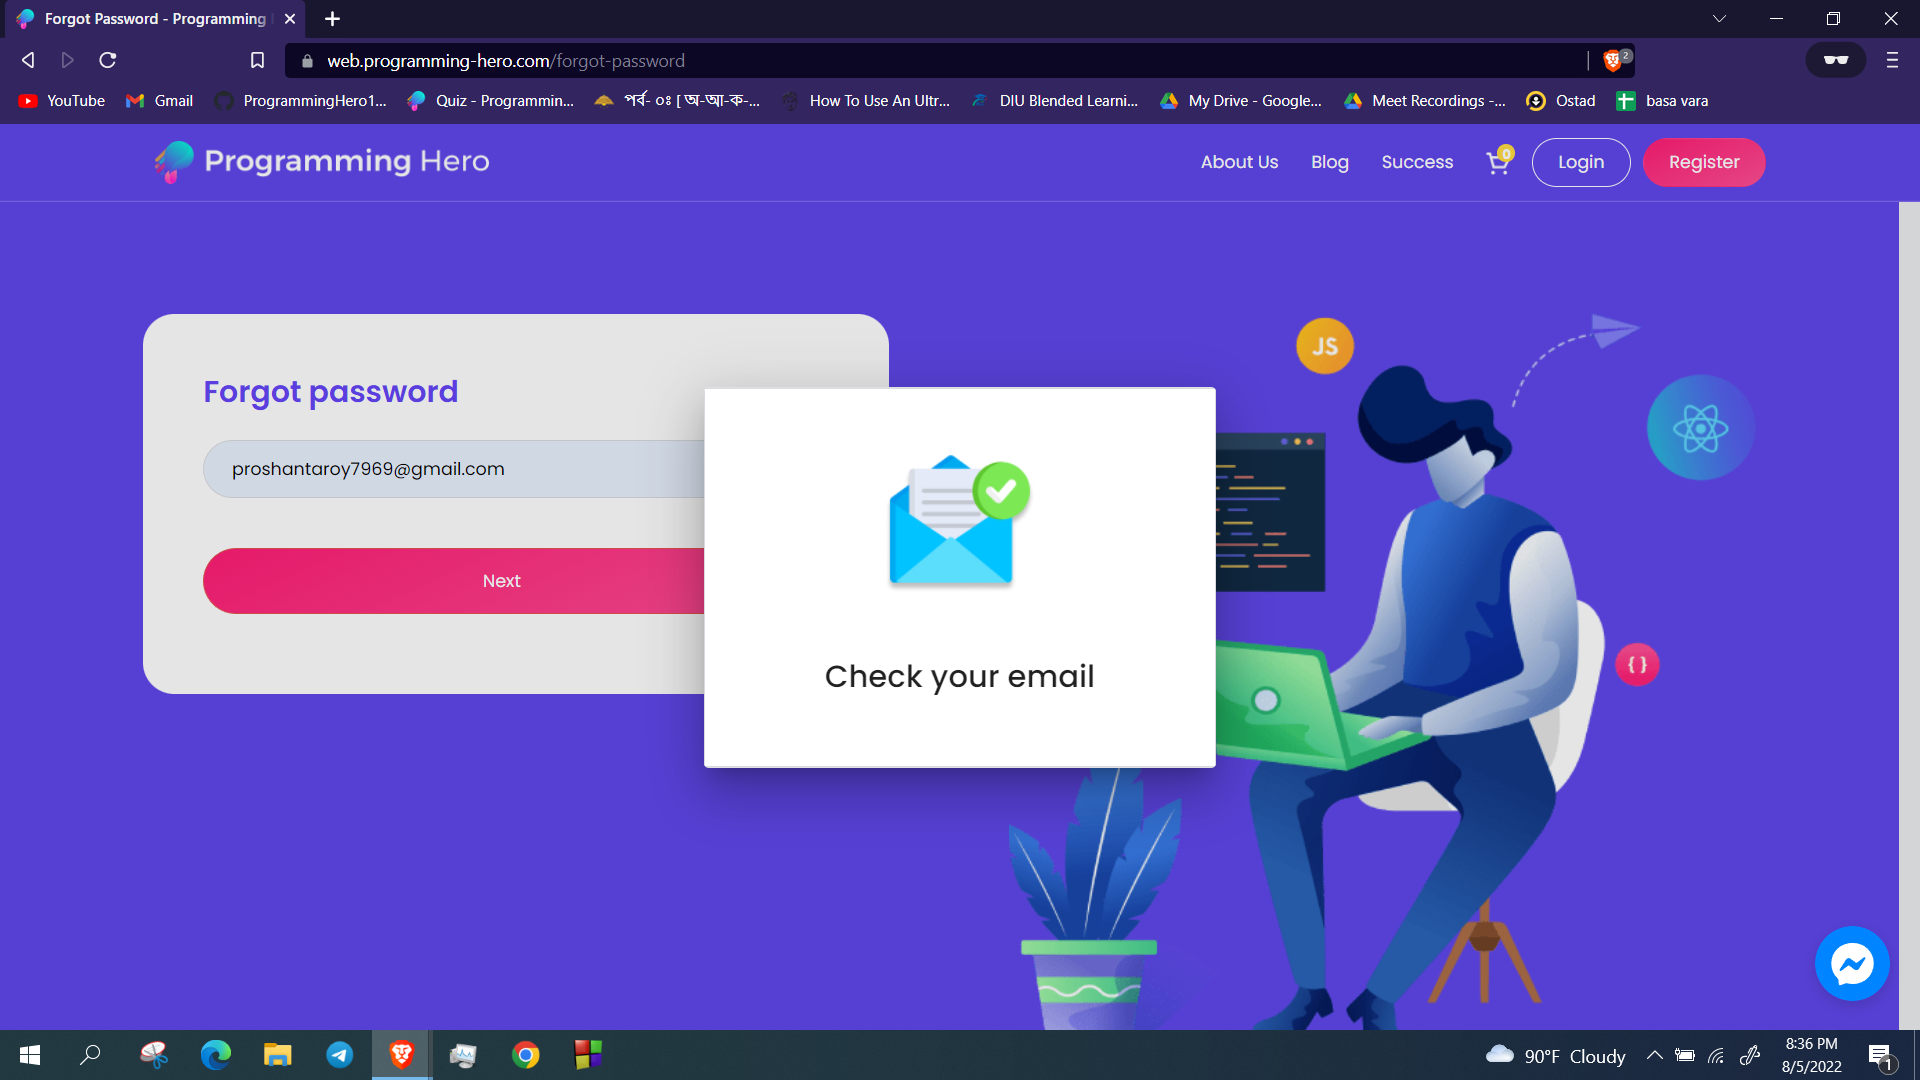 Forgot Password - Programming
web.programming-hero.com/forgot-password
2
YouTube
Gmail
ProgrammingHero1...
Quiz - Programmin...
পর্ব- ০ঃ [ অ-আ-ক-...
How To Use An Ultr...
DIU Blended Learni...
My Drive - Google...
Meet Recordings -...
Ostad
basa vara
Programming Hero
About Us
Blog
Success
0
Login
Register
JS
Forgot password
proshantaroy7969@gmail.com
Next
Check your email
{ }
90°F Cloudy
8:36 PM
8/5/2022
1